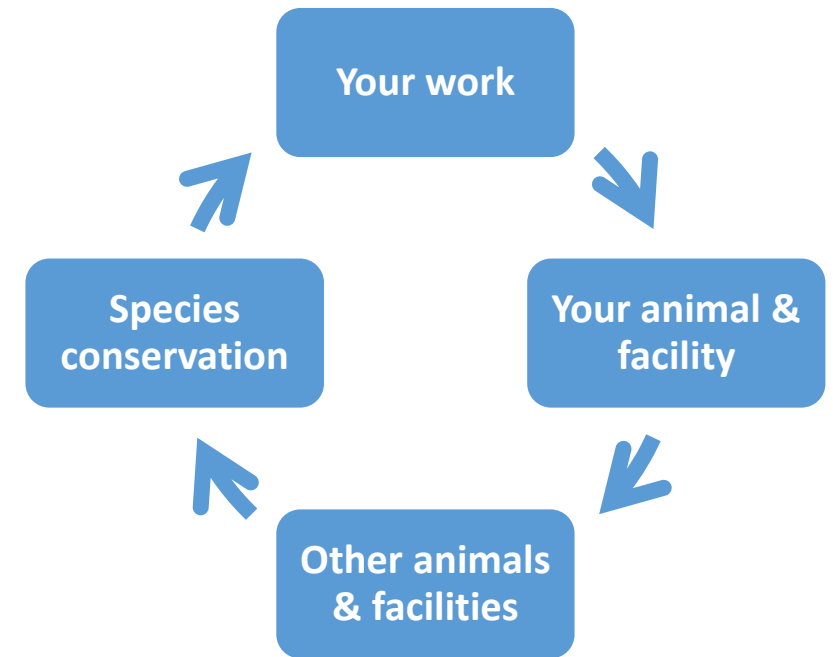 Your work
Your animal &
facility
Other animals
& facilities
Species
conservation